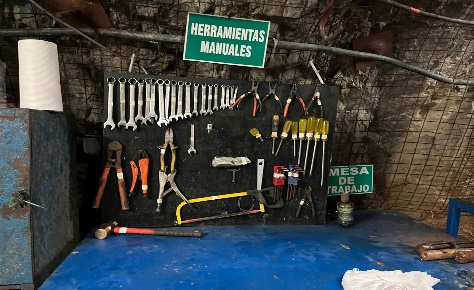 HERRAMIENTAS
MANUALES
MESA
DE
TRABAJO